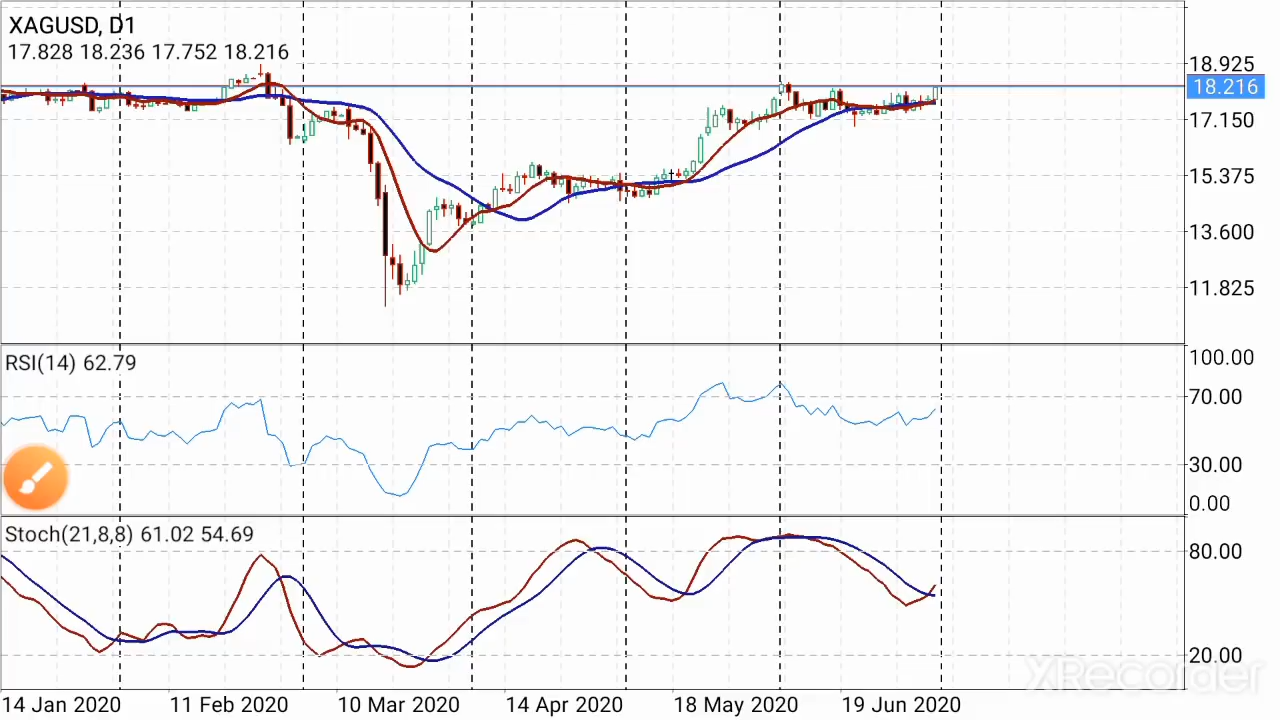 XAGUSD, D1
17.828 18.236 17.752 18.216
18.925
18.216
17.150
15.375
13.600
11.825
RSI(14) 62.79
100.00
70.00
30.00
0.00
Stoch(21,8,8) 61.02 54.69
80.00
20.00
XRecorder
14 Jan 2020 11 Feb 2020 10 Mar 2020 14 Apr 2020 18 May 2020 19 Jun 2020